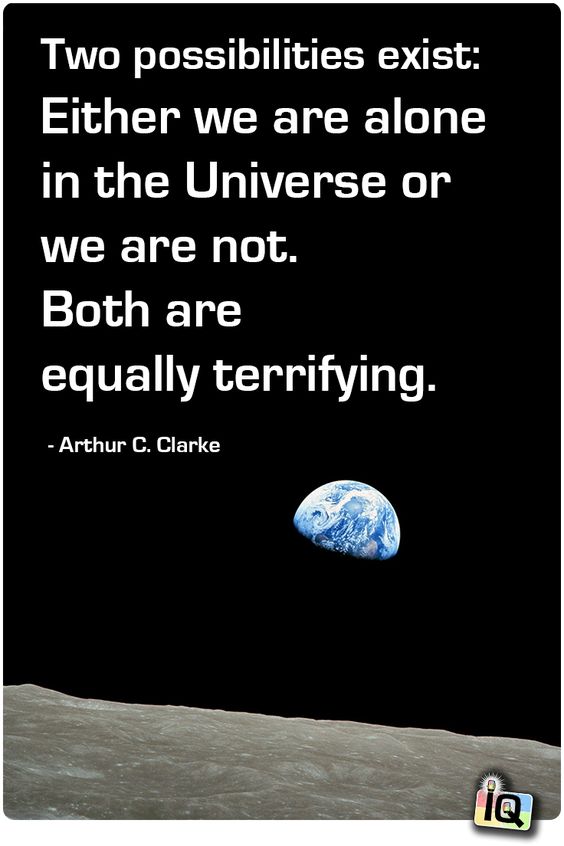 Two possibilities exist:
Either we are alone
in the Universe or
we are not.
Both are
equally terrifying.
- Arthur C. Clarke
IQ